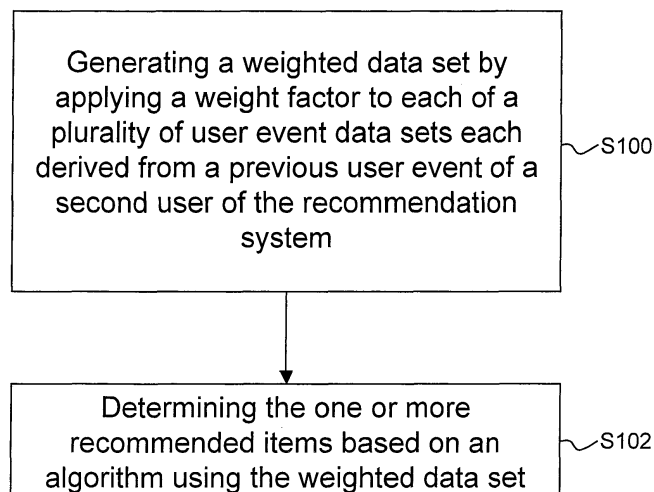 Generating a weighted data set by
applying a weight factor to each of a
plurality of user event data sets each
derived from a previous user event of a
second user of the recommendation
system
S100
Determining the one or more
recommended items based on an
algorithm using the weighted data set
S102